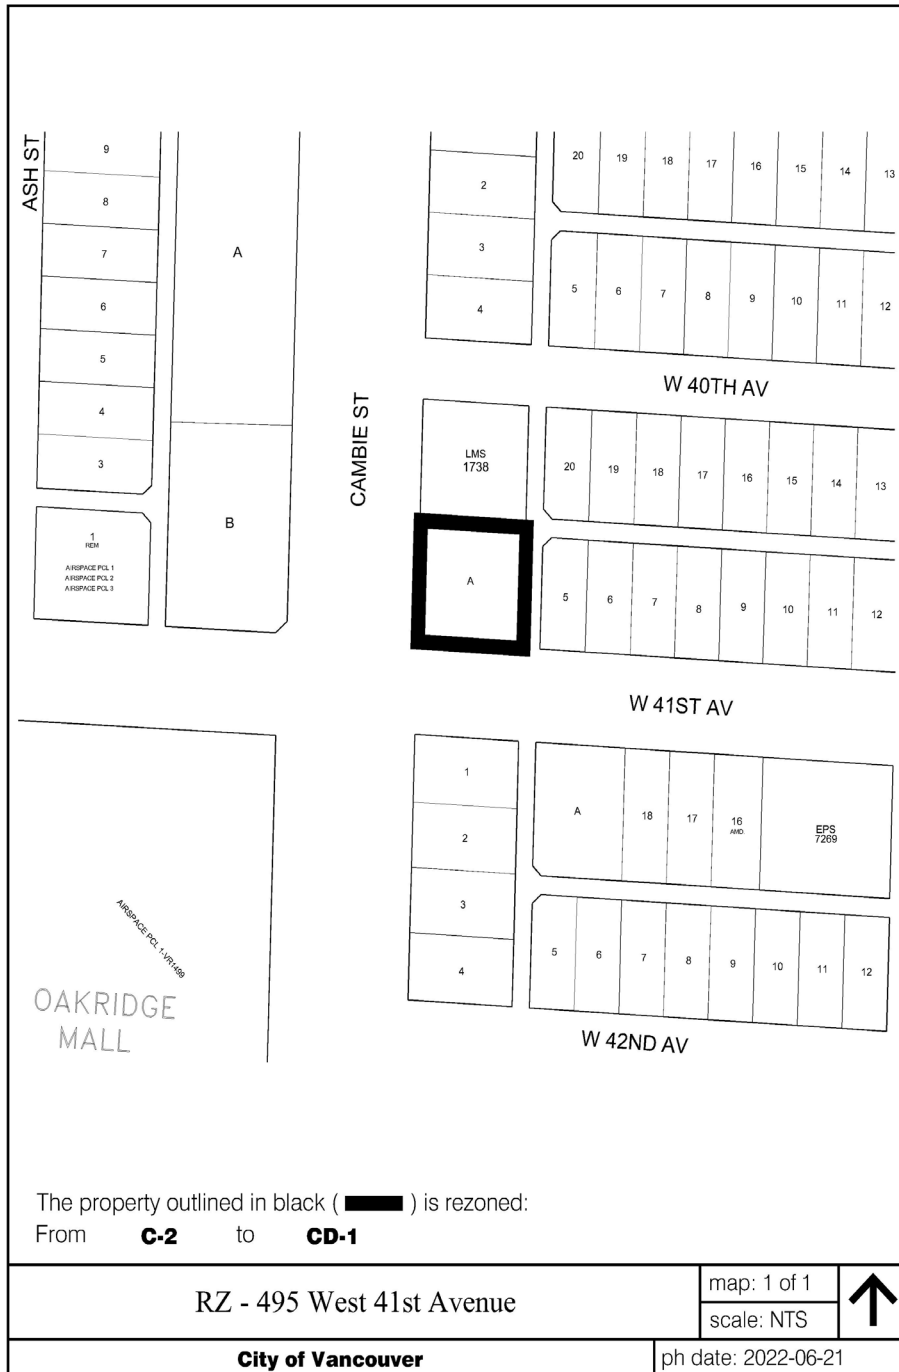 ASH ST
9
8
7
6
5
4
3
1
REM
AIRSPACE PCL 1
AIRSPACE PCL 2
AIRSPACE PCL 3
A
B
CAMBIE ST
2
3
4
20
19
18
17
16
15
14
13
5
6
7
8
9
10
11
12
W 40TH AV
LMS
1738
A
20
19
18
17
16
15
14
13
5
6
7
8
9
10
11
12
W 41ST AV
1
2
3
4
A
18
17
16
AMD.
EPS
7269
5
6
7
8
9
10
11
12
AIRSPACE PCL 1-VR1499
OAKRIDGE
MALL
W 42ND AV
The property outlined in black ( ) is rezoned:
From C-2 to CD-1
RZ - 495 West 41st Avenue
map: 1 of 1
scale: NTS
City of Vancouver
ph date: 2022-06-21